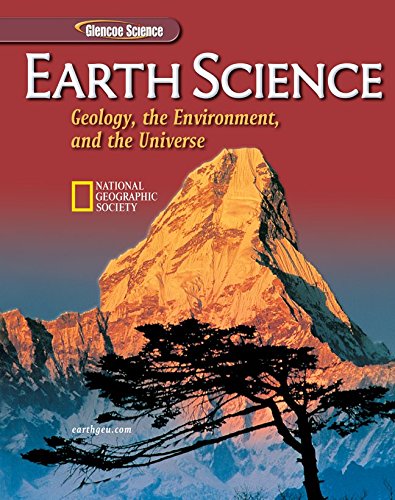 Glencoe Science
EARTH SCIENCE
Geology, the Environment,
and the Universe
NATIONAL
GEOGRAPHIC
SOCIETY
earthgeu.com